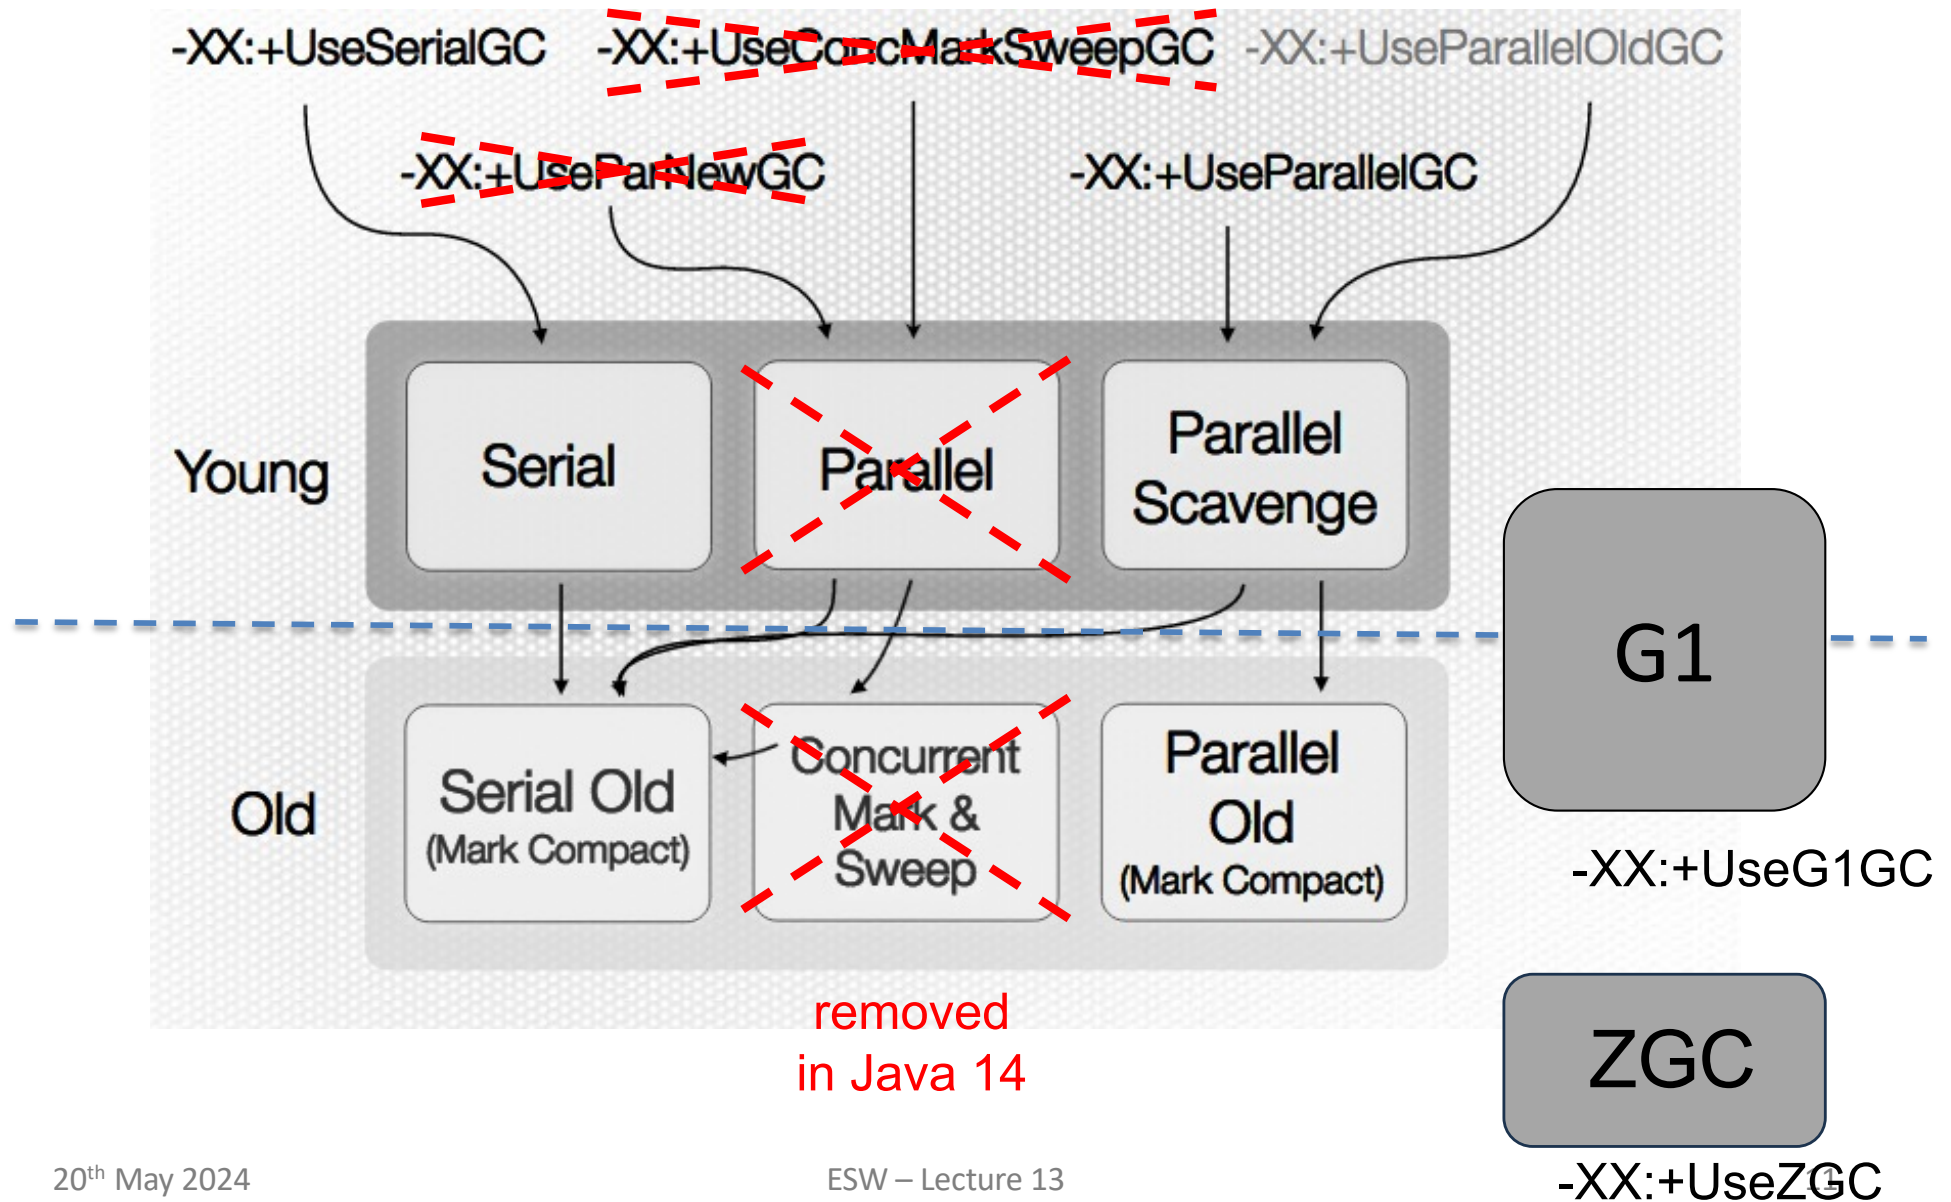 -XX:+UseSerialGC
-XX:+UseConcMarkSweepGC
-XX:+UseParallelOldGC
-XX:+UseParNewGC
-XX:+UseParallelGC
Young
Serial
Parallel
Parallel
Scavenge
G1
-XX:+UseG1GC
Old
Serial Old
(Mark Compact)
Concurrent
Mark &
Sweep
Parallel
Old
(Mark Compact)
removed
in Java 14
ZGC
-XX:+UseZGC
20th May 2024
ESW – Lecture 13
11